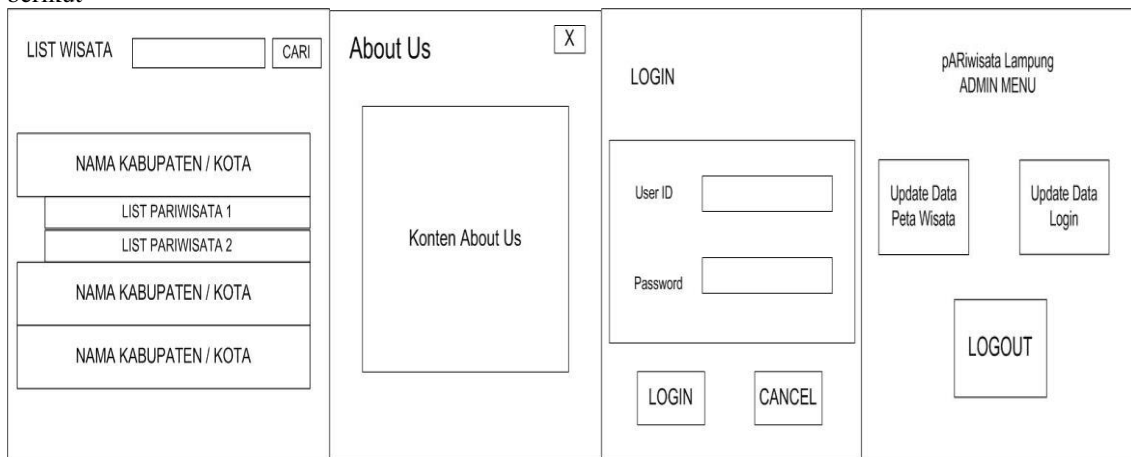 berikut
LIST WISATA
CARI
NAMA KABUPATEN / KOTA
LIST PARIWISATA 1
LIST PARIWISATA 2
NAMA KABUPATEN / KOTA
NAMA KABUPATEN / KOTA
About Us
X
Konten About Us
LOGIN
User ID
Password
LOGIN
CANCEL
pARiwisata Lampung
ADMIN MENU
Update Data
Peta Wisata
Update Data
Login
LOGOUT